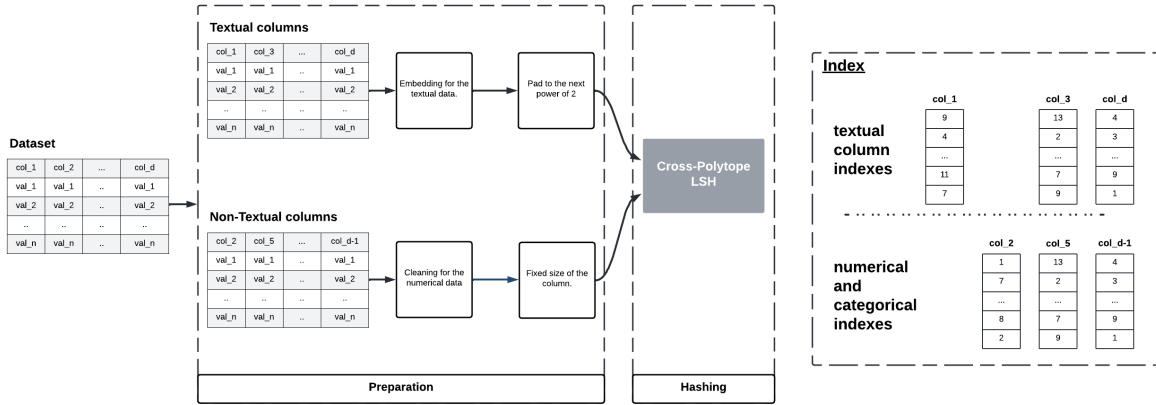 Dataset
col_1 col_2 ... col_d
val_1 val_1 .. val_1
val_2 val_2 .. val_2
.. .. .. ..
val_n val_n .. val_n
Textual columns
col_1 col_3 ... col_d
val_1 val_1 .. val_1
val_2 val_2 .. val_2
.. .. .. ..
val_n val_n .. val_n
Embedding for the
textual data.
Pad to the next
power of 2
Non-Textual columns
col_2 col_5 ... col_d-1
val_1 val_1 .. val_1
val_2 val_2 .. val_2
.. .. .. ..
val_n val_n .. val_n
Cleaning for the
numerical data
Fixed size of the
column.
Preparation
Cross-Polytope
LSH
Hashing
Index
textual
column
indexes
col_1 col_3 col_d
9 13 4
4 2 3
... ... ...
11 7 9
7 9 1
numerical
and
categorical
indexes
col_2 col_5 col_d-1
1 13 4
7 2 3
... ... ...
8 7 9
2 9 1